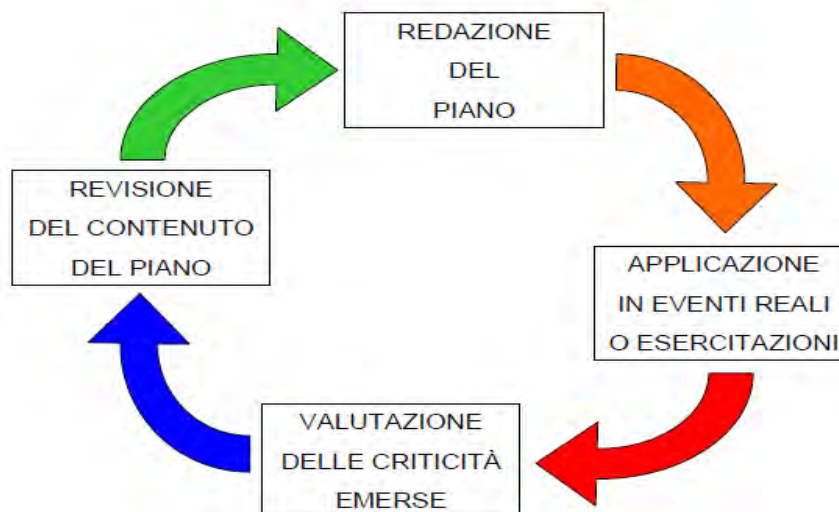 REDAZIONE
DEL
PIANO
REVISIONE
DEL CONTENUTO
DEL PIANO
APPLICAZIONE
IN EVENTI REALI
O ESERCITAZIONI
VALUTAZIONE
DELLE CRITICITÀ
EMERSE